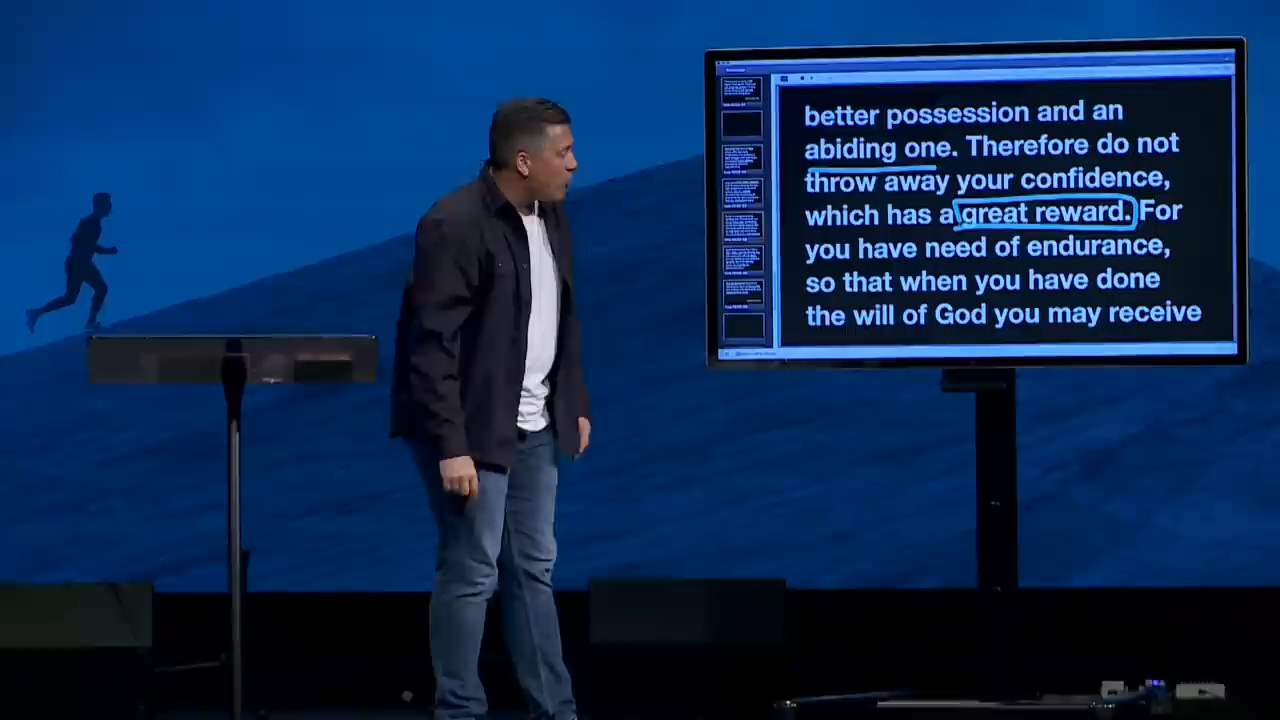 better possession and an
abiding one. Therefore do not
throw away your confidence,
which has a great reward. For
you have need of endurance,
so that when you have done
the will of God you may receive